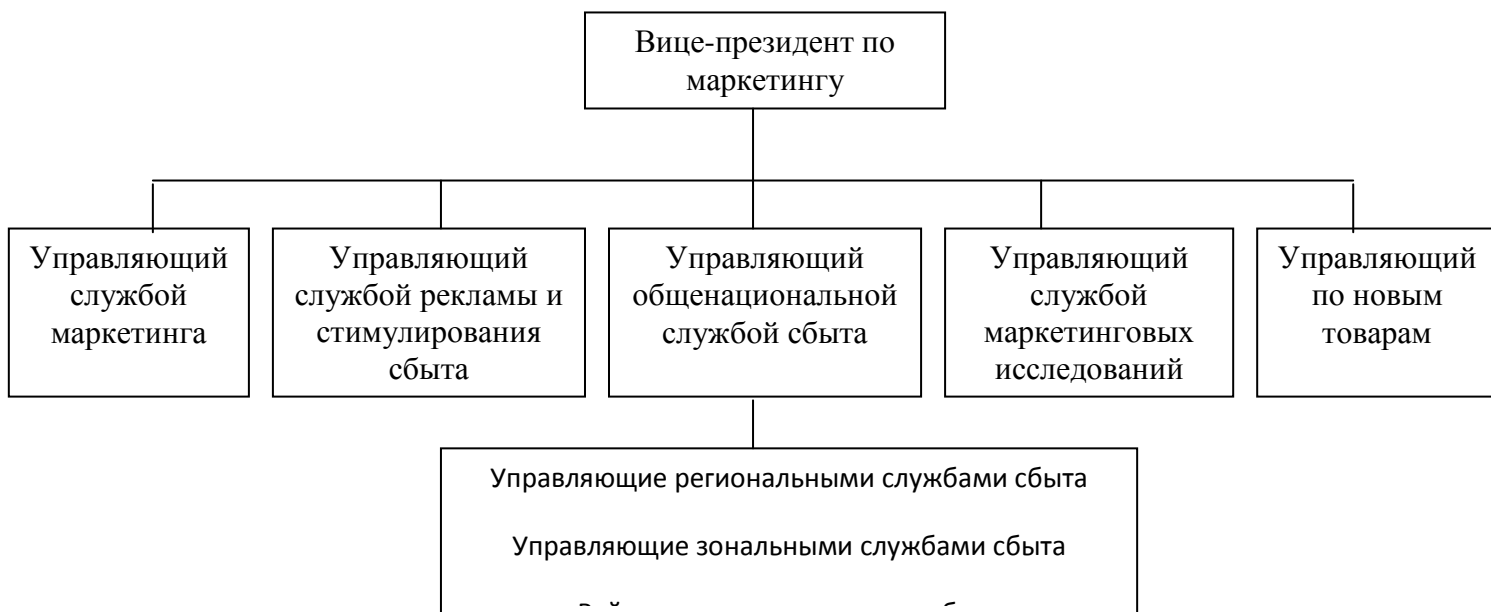 Вице-президент по
маркетингу
Управляющий
службой
маркетинга
Управляющий
службой рекламы и
стимулирования
сбыта
Управляющий
общенациональной
службой сбыта
Управляющий
службой
маркетинговых
исследований
Управляющий
по новым
товарам
Управляющие региональными службами сбыта
Управляющие зональными службами сбыта